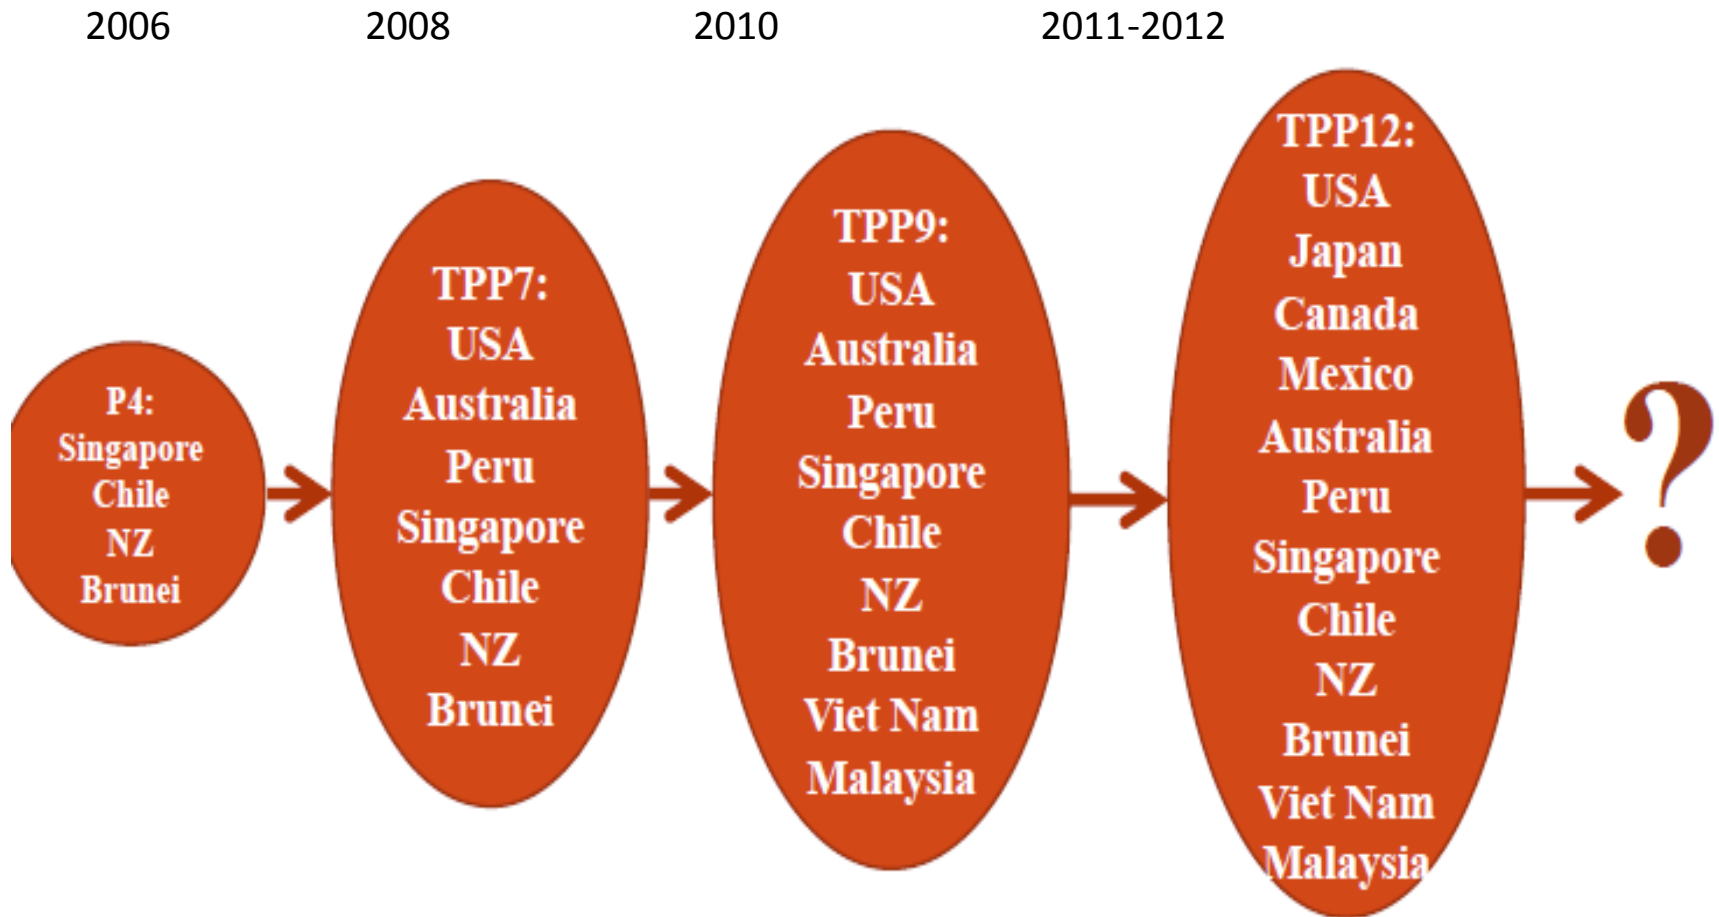 2006
2008
2010
2011-2012
P4:
Singapore
Chile
NZ
Brunei
TPP7:
USA
Australia
Peru
Singapore
Chile
NZ
Brunei
TPP9:
USA
Australia
Peru
Singapore
Chile
NZ
Brunei
Viet Nam
Malaysia
TPP12:
USA
Japan
Canada
Mexico
Australia
Peru
Singapore
Chile
NZ
Brunei
Viet Nam
Malaysia
?